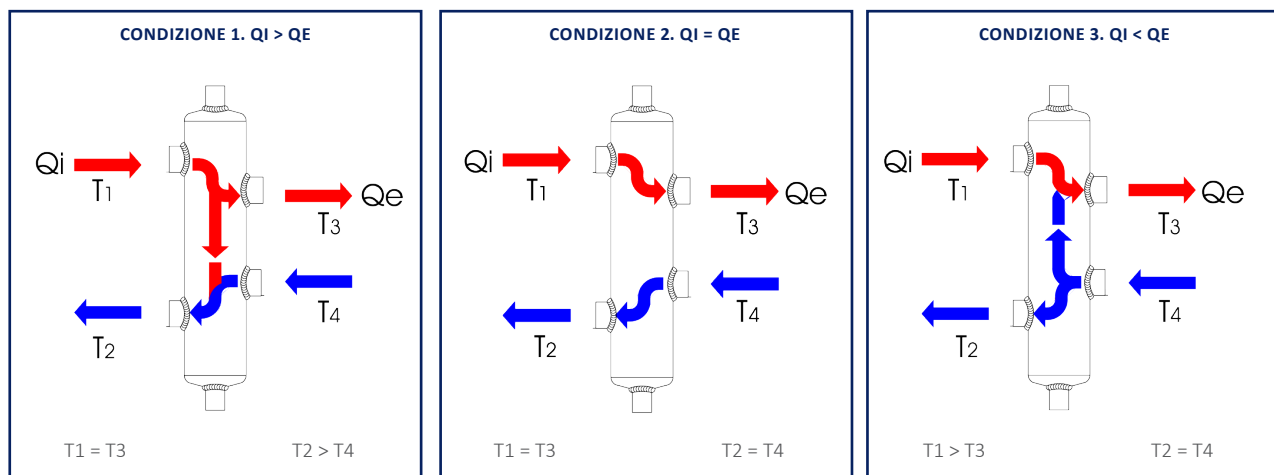 CONDIZIONE 1. QI > QE
Qi
T1
T3
Qe
T2
T4
T1 = T3
T2 > T4
CONDIZIONE 2. QI = QE
Qi
T1
T3
Qe
T2
T4
T1 = T3
T2 = T4
CONDIZIONE 3. QI < QE
Qi
T1
T3
Qe
T2
T4
T1 > T3
T2 = T4